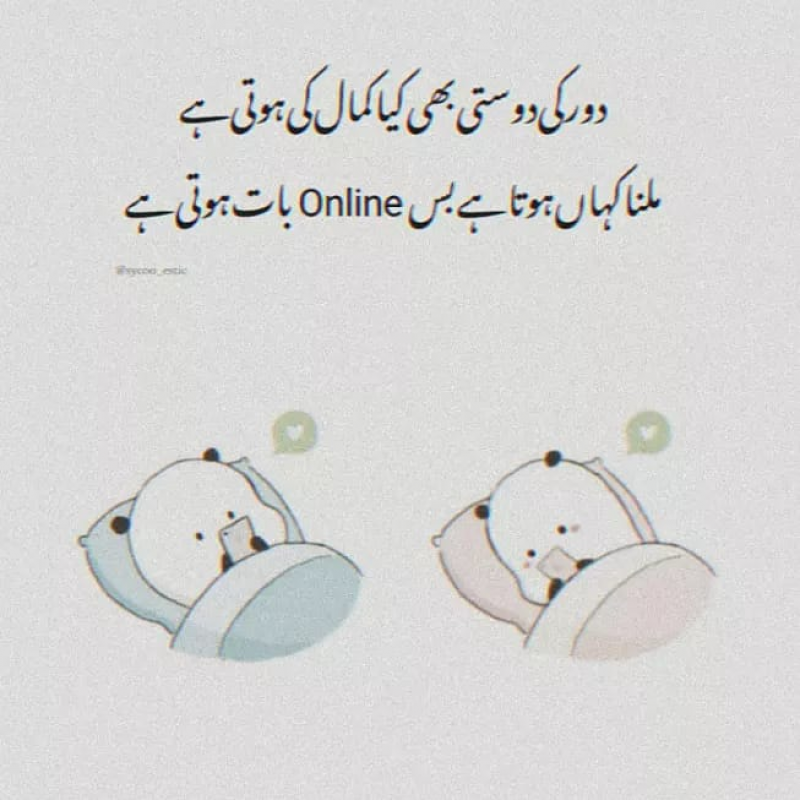 دور کی دوستی بھی کیا کمال کی ہوتی ہے
ملنا کہاں ہوتا ہے بس Online بات ہوتی ہے
@sycoo_estic